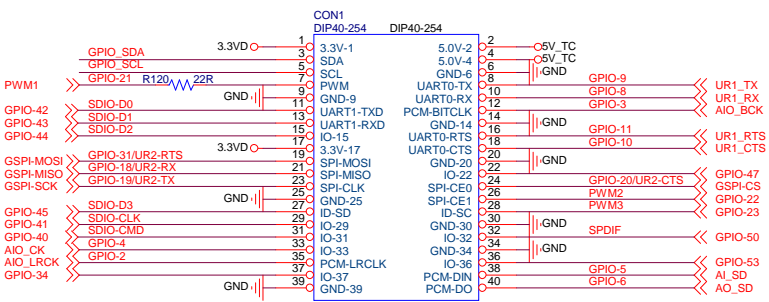 CON1
DIP40-254 DIP40-254
3.3VD 1 3.3V-1 5.0V-2 2 5V_TC
GPIO_SDA 3 SDA 5.0V-4 4 5V_TC
GPIO_SCL 5 SCL GND-6 6 GND
PWM1 GPIO-21 R120 22R 7 PWM UART0-TX 8 GPIO-9 UR1_TX
GND 9 GND-9 UART0-RX 10 GPIO-8 UR1_RX
GPIO-42 SDIO-D0 11 UART1-TXD PCM-BITCLK 12 GPIO-3 AIO_BCK
GPIO-43 SDIO-D1 13 UART1-RXD GND-14 14 GND
GPIO-44 SDIO-D2 15 IO-15 UART0-RTS 16 GPIO-11 UR1_RTS
3.3VD 17 3.3V-17 UART0-CTS 18 GPIO-10 UR1_CTS
GSPI-MOSI GPIO-31/UR2-RTS 19 SPI-MOSI GND-20 20 GND
GSPI-MISO GPIO-18/UR2-RX 21 SPI-MISO IO-22 22 GPIO-47
GSPI-SCK GPIO-19/UR2-TX 23 SPI-CLK SPI-CE0 24 GPIO-20/UR2-CTS GSPI-CS
GND 25 GND-25 SPI-CE1 26 PWM2 GPIO-22
GPIO-45 SDIO-D3 27 ID-SD ID-SC 28 PWM3 GPIO-23
GPIO-41 SDIO-CLK 29 IO-29 GND-30 30 GND
GPIO-40 SDIO-CMD 31 IO-31 IO-32 32 SPDIF GPIO-50
AIO_CK GPIO-4 33 IO-33 GND-34 34 GND
AIO_LRCK GPIO-2 35 PCM-LRCLK IO-36 36 GPIO-53
GPIO-34 37 IO-37 PCM-DIN 38 GPIO-5 AI_SD
GND 39 GND-39 PCM-DO 40 GPIO-6 AO_SD